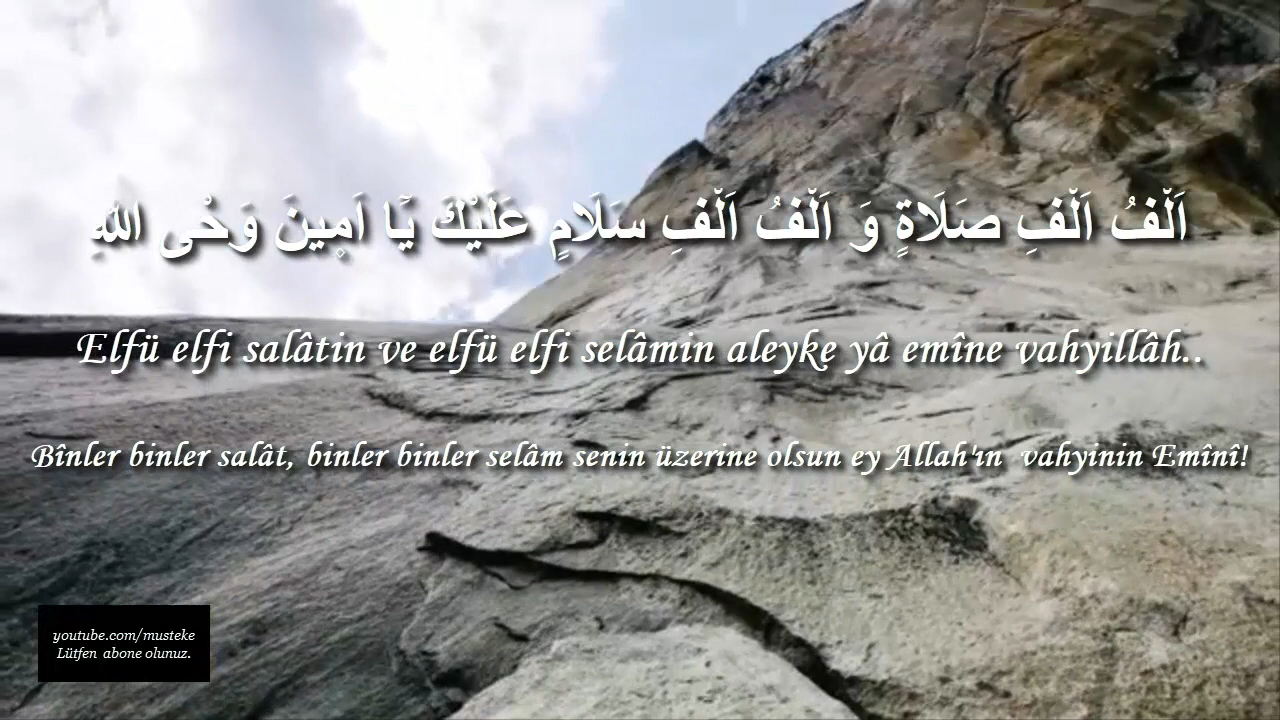 اَلْفُ اَلْفِ صَلَاةٍ وَ اَلْفُ اَلْفِ سَلَامٍ عَلَيْكَ يَٓا اَم۪ينَ وَحْىِ اللّٰهِ
Elfü elfi salâtin ve elfü elfi selâmin aleyke yâ emîne vahyillâh..
Bînler binler salât, binler binler selâm senin üzerine olsun ey Allah'ın vahyinin Emînî!
youtube.com/musteke
Lütfen abone olunuz.